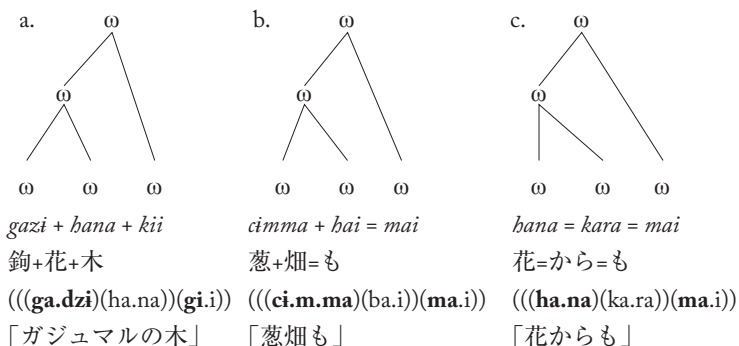 a. ω b. ω c. ω
ω ω ω
ω ω ω ω ω ω ω ω ω
gazɨ + hana + kii cɨmma + hai = mai hana = kara = mai
鉤+花+木 葱+畑=も 花=から=も
(((ga.dzɨ)(ha.na))(gɨ.i)) (((cɨ.m.ma)(ba.i))(ma.i)) (((ha.na)(ka.ra))(ma.i))
「ガジュマルの木」 「葱畑も」 「花からも」